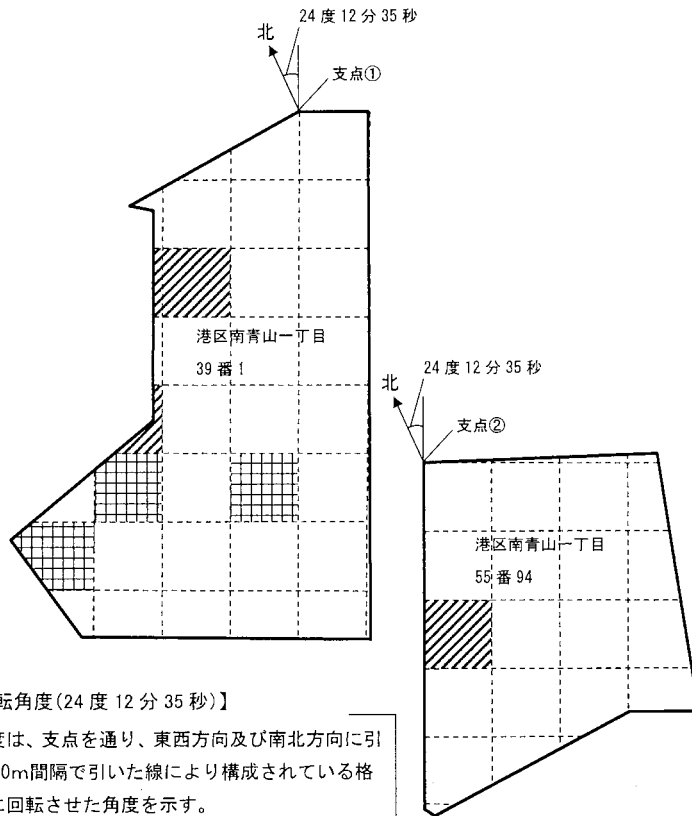 24 度 12 分 35 秒
北
支点①
港区南青山一丁目
39 番 1
24 度 12 分 35 秒
北
支点②
港区南青山一丁目
55 番 94
転角度(24 度 12 分 35 秒)】
度は、支点を通り、東西方向及び南北方向に引
0m間隔で引いた線により構成されている格
に回転させた角度を示す。